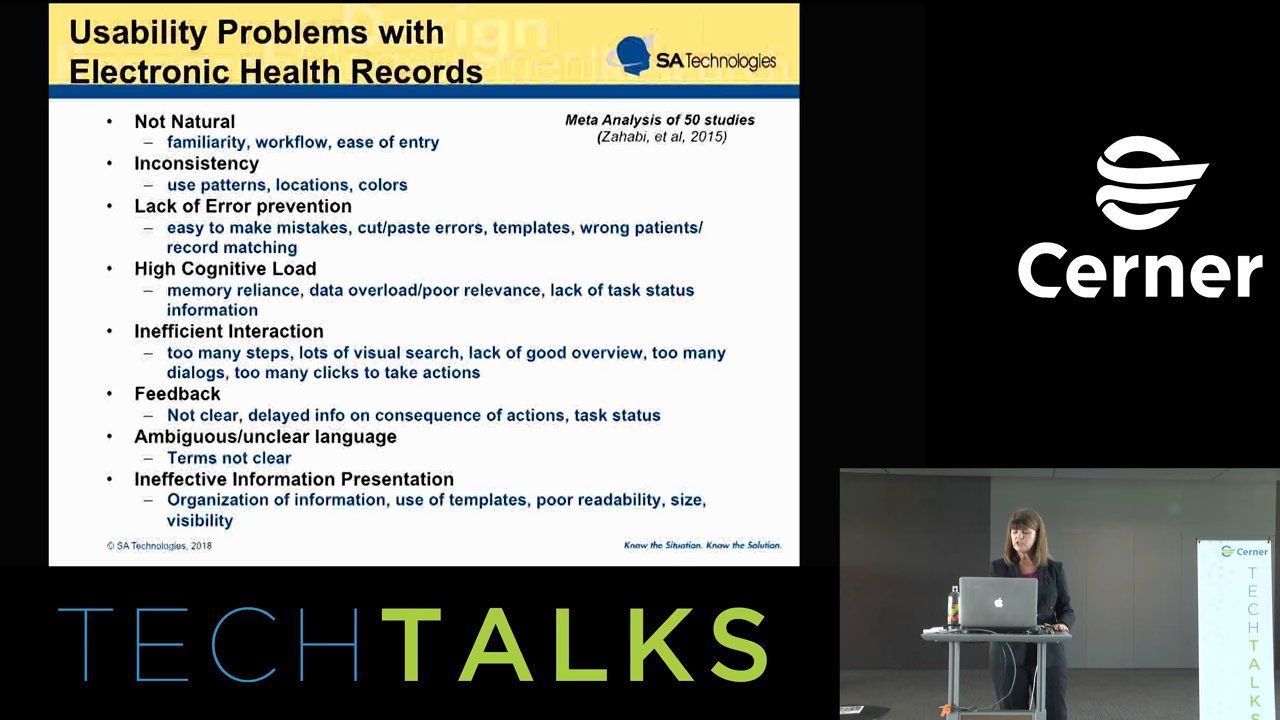 Usability Problems with
Electronic Health Records
SA Technologies
Meta Analysis of 50 studies
(Zahabi, et al, 2015)
• Not Natural
– familiarity, workflow, ease of entry
• Inconsistency
– use patterns, locations, colors
• Lack of Error prevention
– easy to make mistakes, cut/paste errors, templates, wrong patients/
record matching
• High Cognitive Load
– memory reliance, data overload/poor relevance, lack of task status
information
• Inefficient Interaction
– too many steps, lots of visual search, lack of good overview, too many
dialogs, too many clicks to take actions
• Feedback
– Not clear, delayed info on consequence of actions, task status
• Ambiguous/unclear language
– Terms not clear
• Ineffective Information Presentation
– Organization of information, use of templates, poor readability, size,
visibility
© SA Technologies, 2018
Know the Situation. Know the Solution.
Cerner
TECHTALKS
Cerner
TECHTALKS